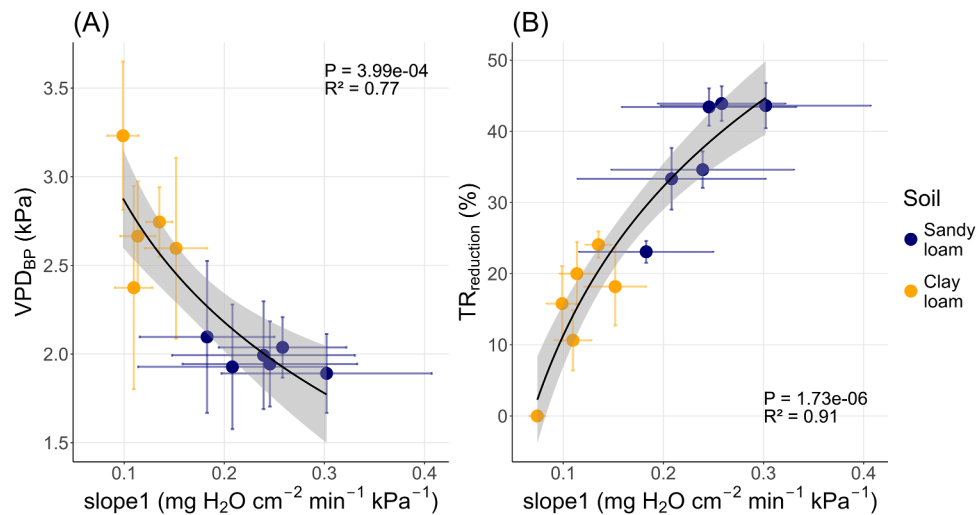 (A)
P = 3.99e-04
R² = 0.77
3.5
3.0
2.5
2.0
1.5
VPD_BP (kPa)
0.1 0.2 0.3 0.4
slope1 (mg H₂O cm⁻² min⁻¹ kPa⁻¹)
(B)
50
40
30
20
10
0
TR_reduction (%)
P = 1.73e-06
R² = 0.91
0.1 0.2 0.3 0.4
slope1 (mg H₂O cm⁻² min⁻¹ kPa⁻¹)
Soil
Sandy
loam
Clay
loam